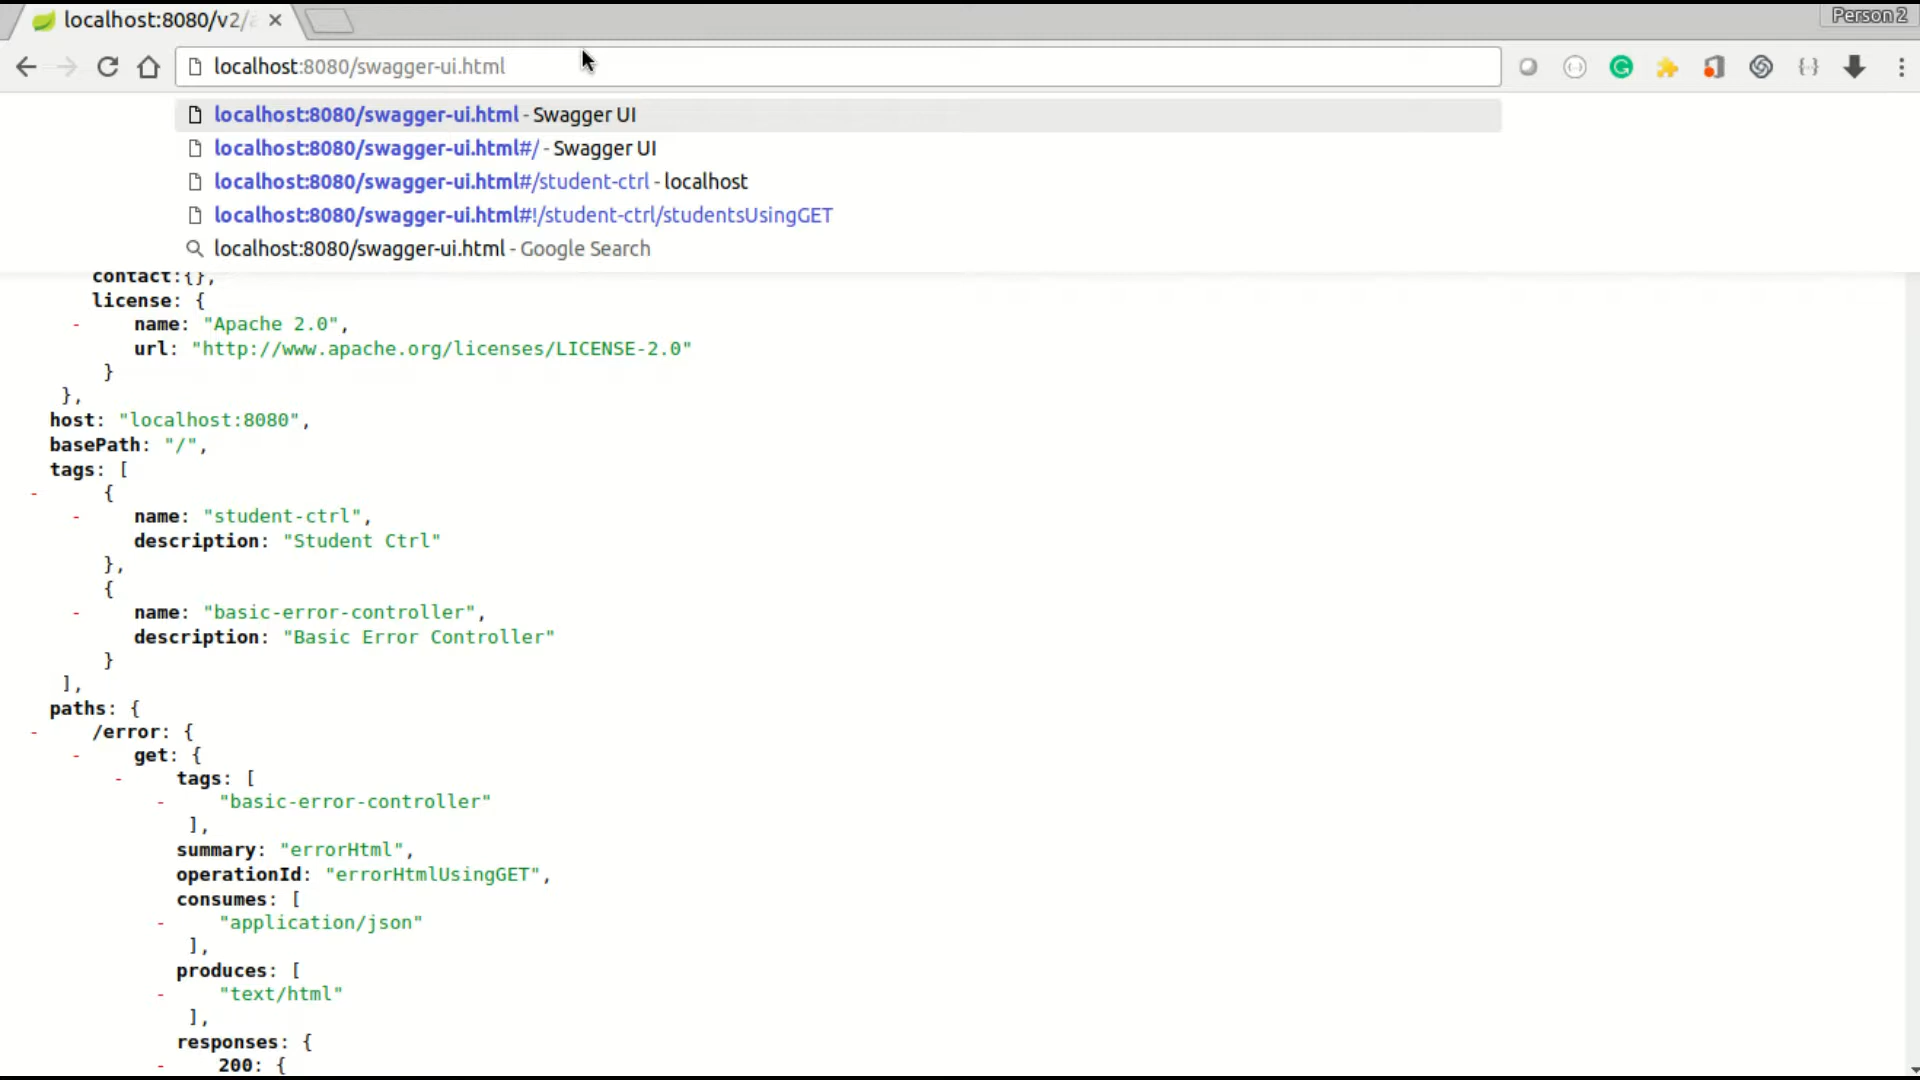 localhost:8080/v2/a
Person 2
localhost:8080/swagger-ui.html
localhost:8080/swagger-ui.html - Swagger UI
localhost:8080/swagger-ui.html#/ - Swagger UI
localhost:8080/swagger-ui.html#/student-ctrl - localhost
localhost:8080/swagger-ui.html#!/student-ctrl/studentsUsingGET
localhost:8080/swagger-ui.html - Google Search
contact:{},
license: {
- name: "Apache 2.0",
url: "http://www.apache.org/licenses/LICENSE-2.0"
}
},
host: "localhost:8080",
basePath: "/",
tags: [
- {
- name: "student-ctrl",
description: "Student Ctrl"
},
{
- name: "basic-error-controller",
description: "Basic Error Controller"
}
],
paths: {
- /error: {
- get: {
- tags: [
- "basic-error-controller"
],
summary: "errorHtml",
operationId: "errorHtmlUsingGET",
consumes: [
- "application/json"
],
produces: [
- "text/html"
],
responses: {
- 200: {